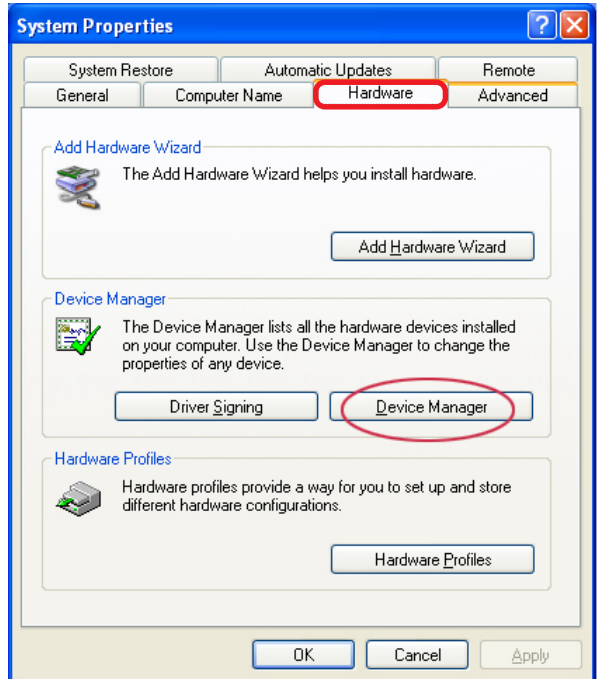 System Properties
System Restore Automatic Updates Remote
General Computer Name Hardware Advanced
Add Hardware Wizard
The Add Hardware Wizard helps you install hardware.
Add Hardware Wizard
Device Manager
The Device Manager lists all the hardware devices installed
on your computer. Use the Device Manager to change the
properties of any device.
Driver Signing Device Manager
Hardware Profiles
Hardware profiles provide a way for you to set up and store
different hardware configurations.
Hardware Profiles
OK Cancel Apply